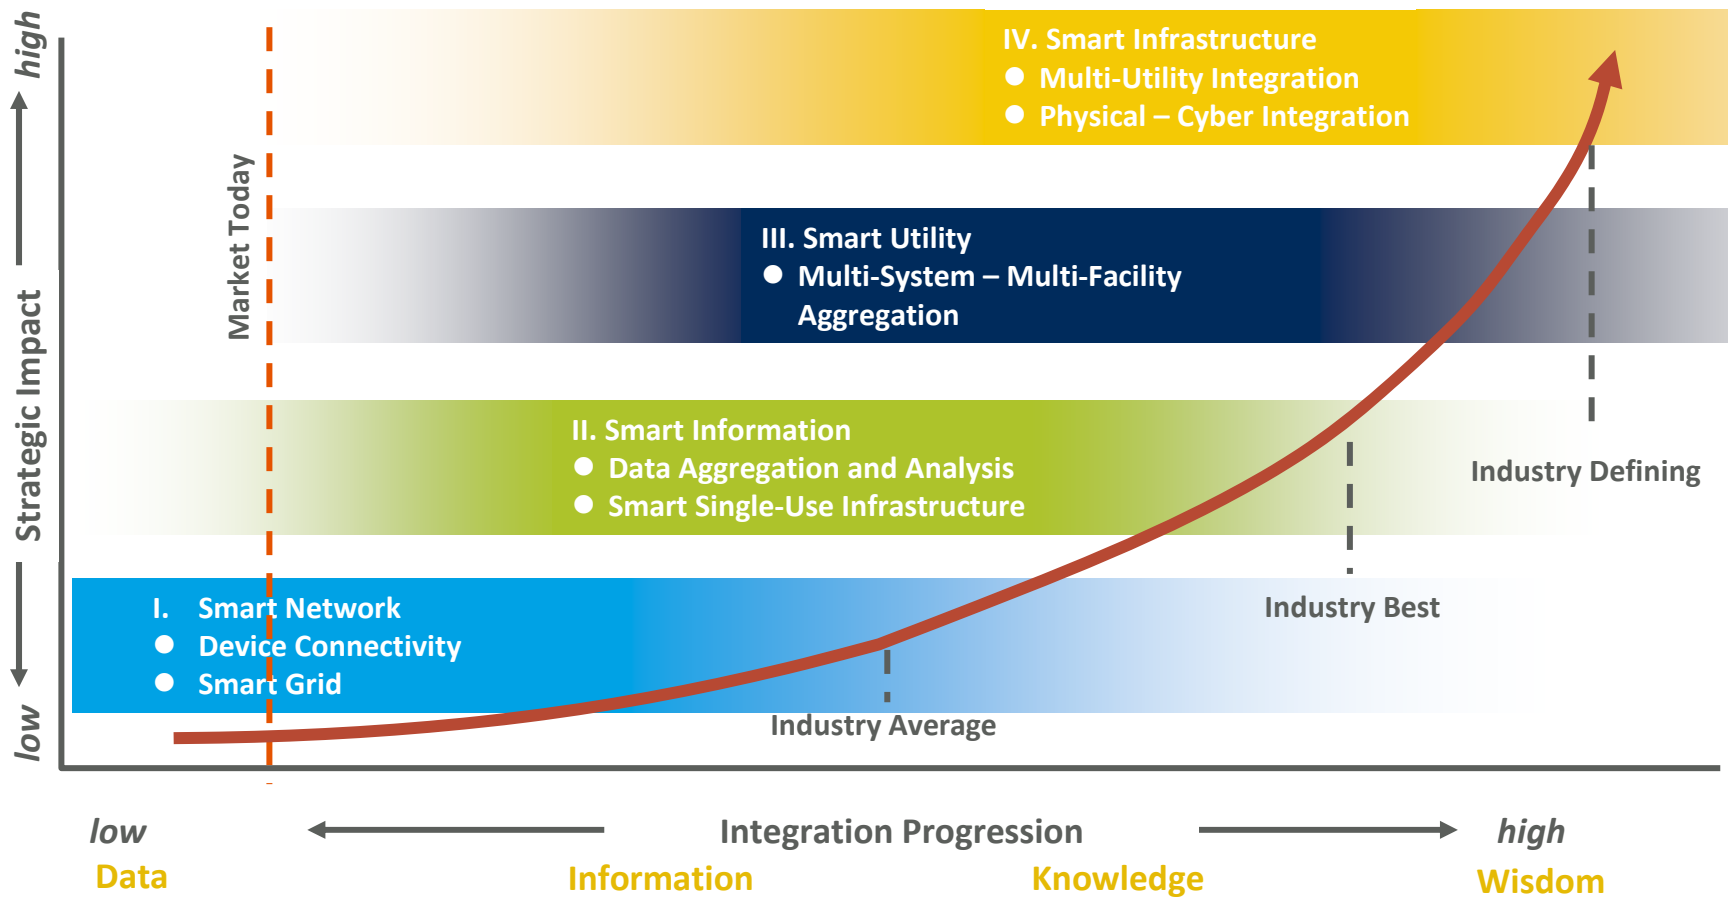 high
Strategic Impact
low
Market Today
IV. Smart Infrastructure
● Multi-Utility Integration
● Physical – Cyber Integration
III. Smart Utility
● Multi-System – Multi-Facility
Aggregation
II. Smart Information
● Data Aggregation and Analysis
● Smart Single-Use Infrastructure
Industry Defining
I. Smart Network
● Device Connectivity
● Smart Grid
Industry Best
Industry Average
low
Integration Progression
high
Data
Information
Knowledge
Wisdom